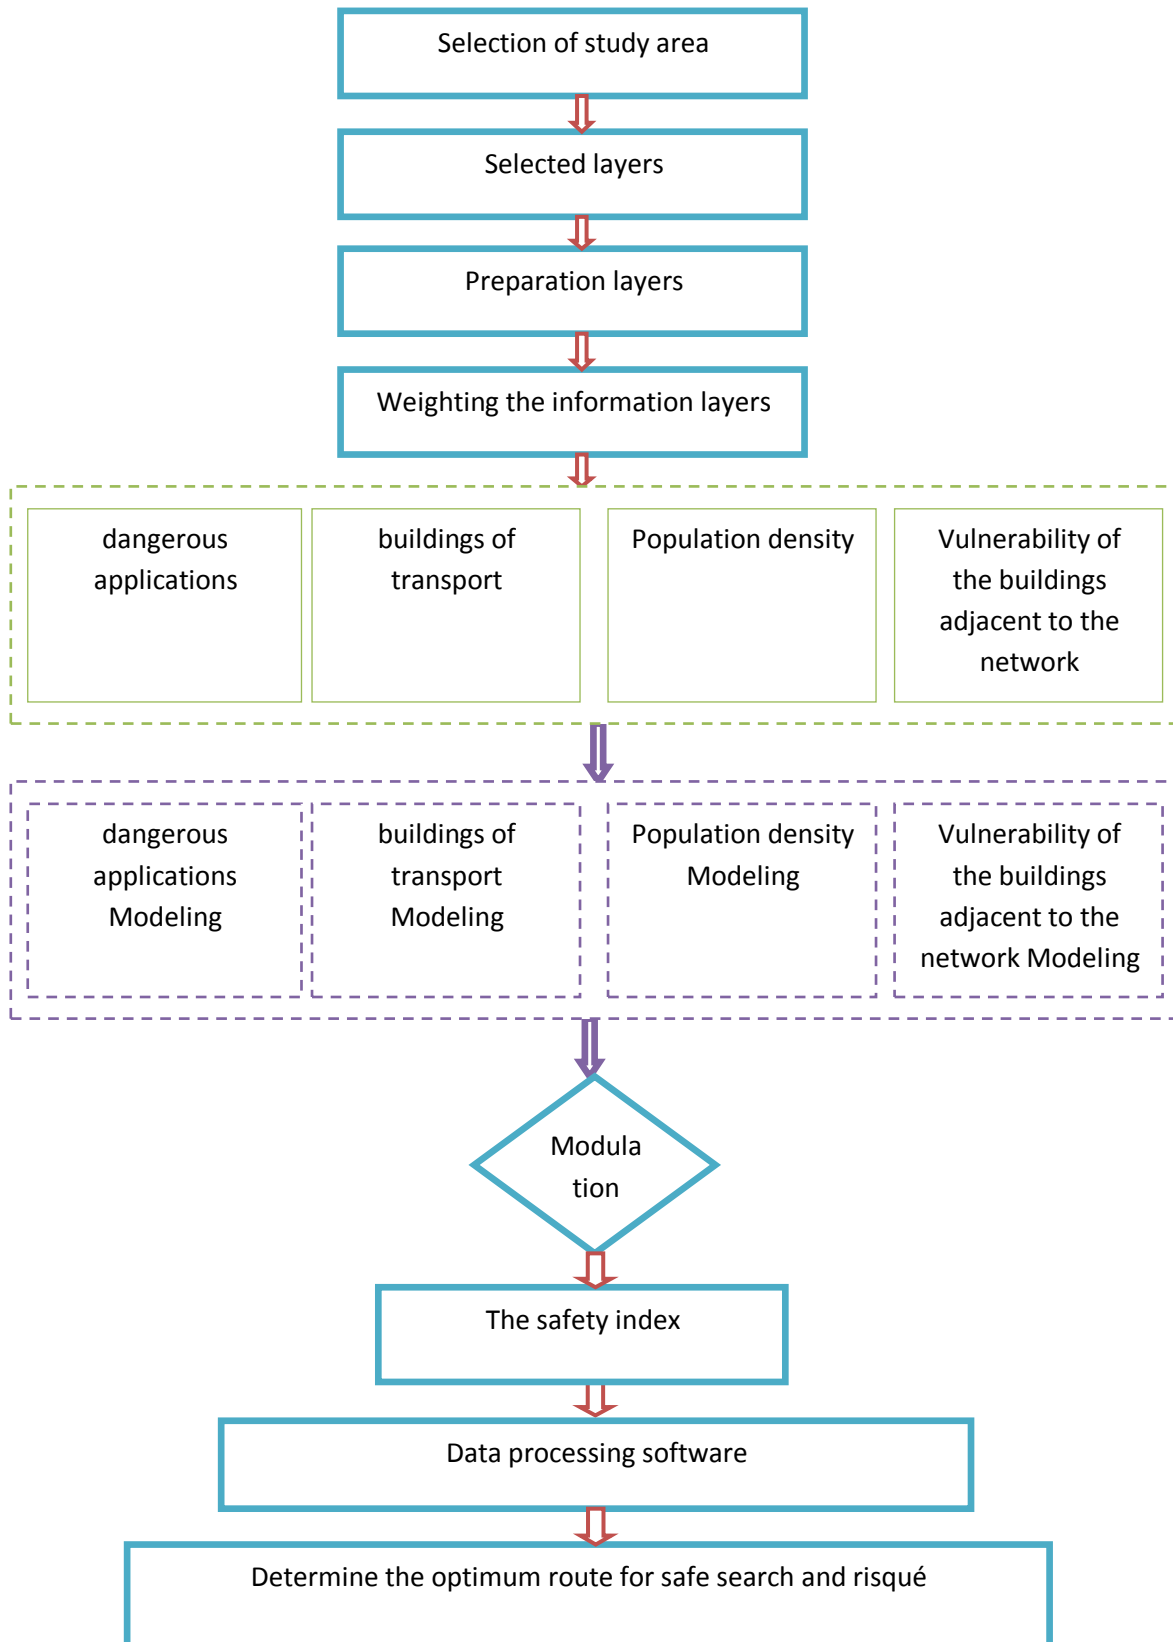 Selection of study area
Selected layers
Preparation layers
Weighting the information layers
dangerous
applications
buildings of
transport
Population density
Vulnerability of
the buildings
adjacent to the
network
dangerous
applications
Modeling
buildings of
transport
Modeling
Population density
Modeling
Vulnerability of
the buildings
adjacent to the
network Modeling
Modula
tion
The safety index
Data processing software
Determine the optimum route for safe search and risqué